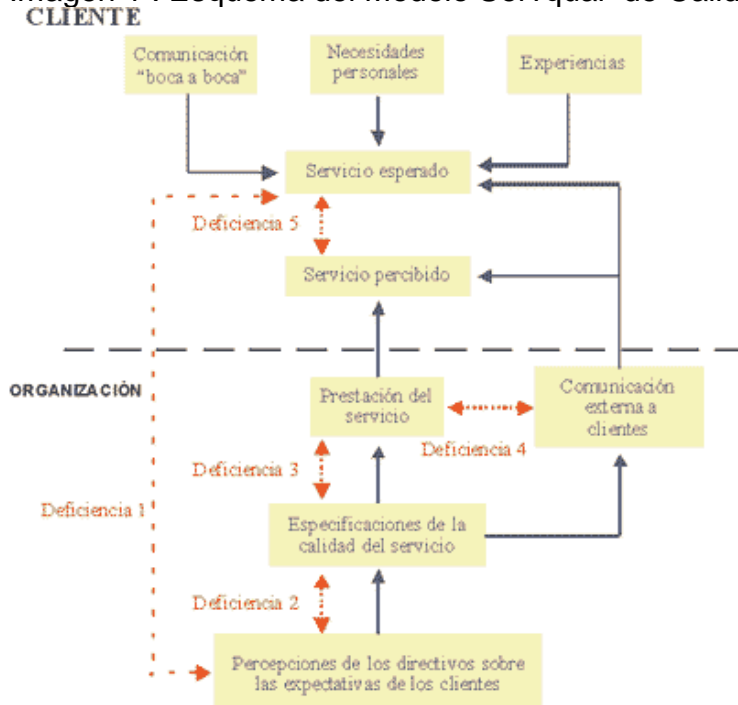 CLIENTE
Comunicación
"boca a boca"
Necesidades
personales
Experiencias
Servicio esperado
Deficiencia 5
Servicio percibido
ORGANIZACIÓN
Prestación del
servicio
Comunicación
externa a
clientes
Deficiencia 4
Deficiencia 3
Deficiencia 1
Especificaciones de la
calidad del servicio
Deficiencia 2
Percepciones de los directivos sobre
las expectativas de los clientes